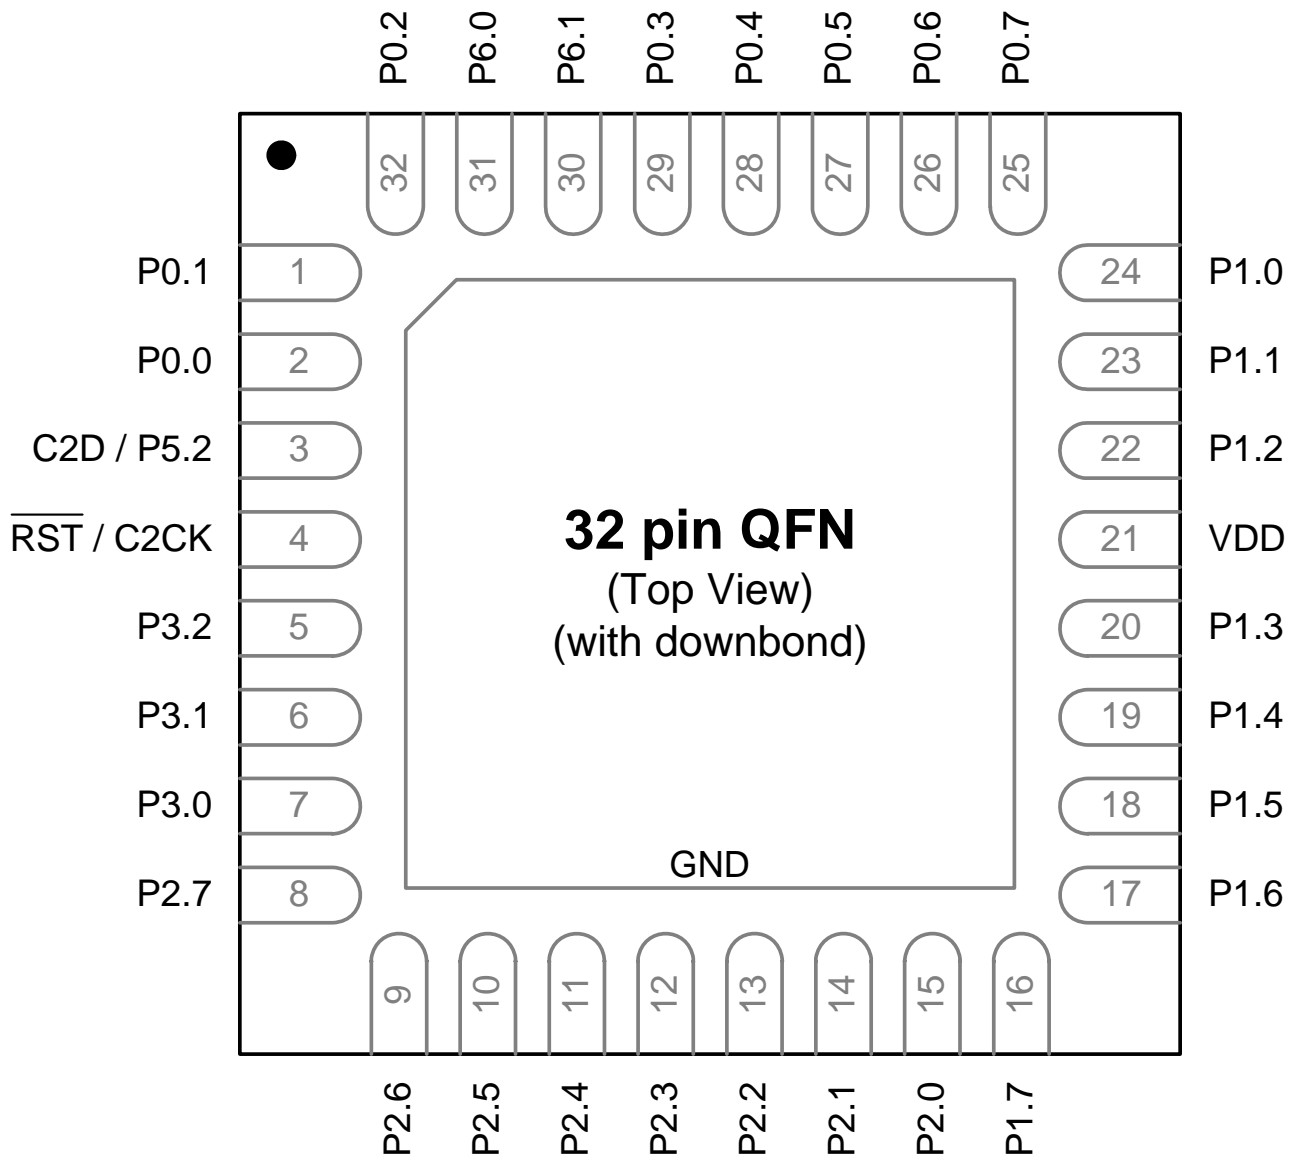 P0.2 P6.0 P6.1 P0.3 P0.4 P0.5 P0.6 P0.7
32 31 30 29 28 27 26 25
P0.1 1 24 P1.0
P0.0 2 23 P1.1
C2D / P5.2 3 22 P1.2
32 pin QFN
R̅S̅T̅ / C2CK 4 21 VDD
(Top View)
P3.2 5 20 P1.3
(with downbond)
P3.1 6 19 P1.4
P3.0 7 18 P1.5
GND
P2.7 8 17 P1.6
9 10 11 12 13 14 15 16
P2.6 P2.5 P2.4 P2.3 P2.2 P2.1 P2.0 P1.7